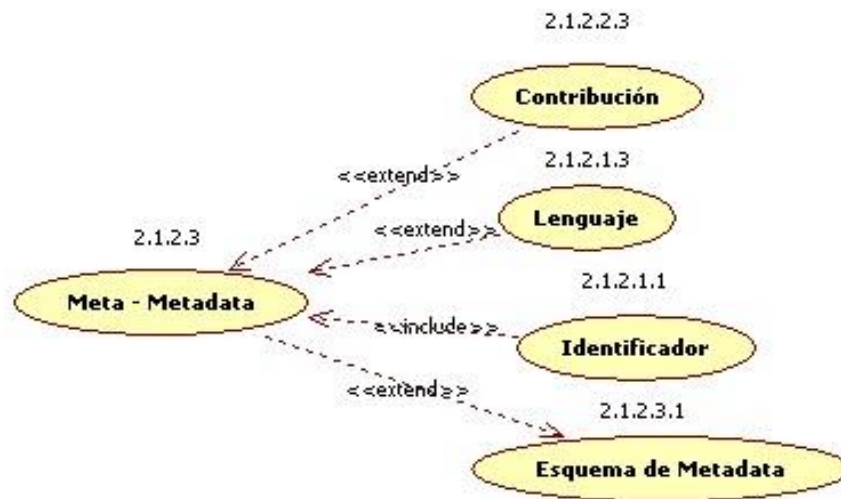 2.1.2.2.3
Contribución
<<extend>>
2.1.2.1.3
Lenguaje
<<extend>>
2.1.2.3
Meta - Metadata
2.1.2.1.1
<<include>>
Identificador
<<extend>>
2.1.2.3.1
Esquema de Metadata